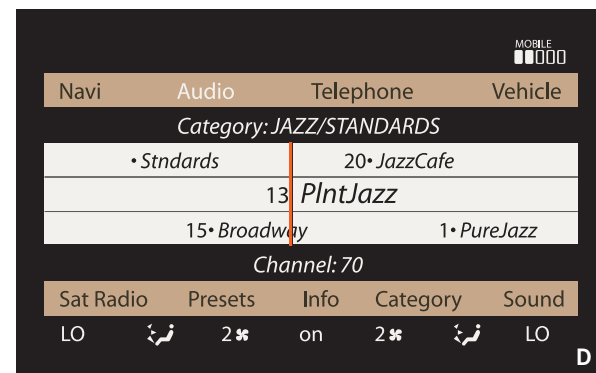 MOBILE
Navi Audio Telephone Vehicle
Category: JAZZ/STANDARDS
• Stndards 20• JazzCafe
13 PlntJazz
15• Broadway 1• PureJazz
Channel: 70
Sat Radio Presets Info Category Sound
LO 2 on 2 LO
D